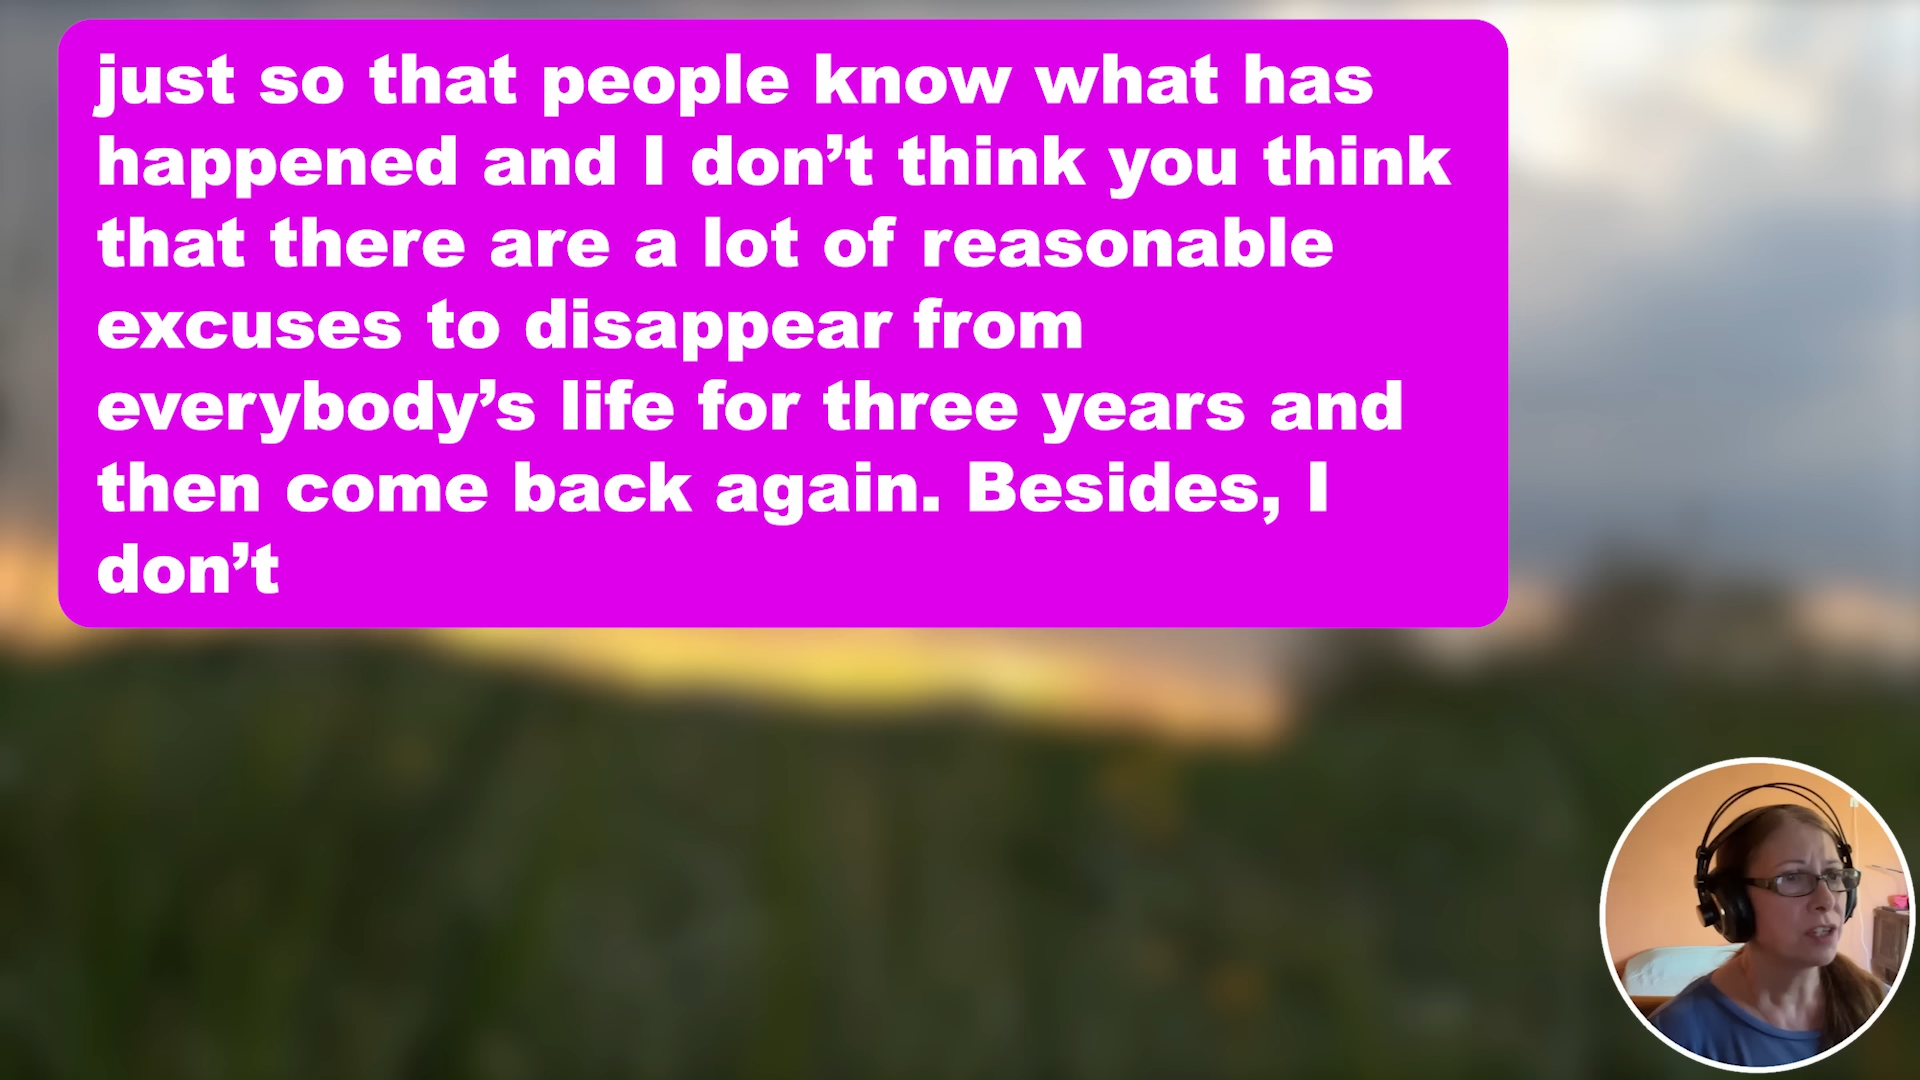 just so that people know what has
happened and I don’t think you think
that there are a lot of reasonable
excuses to disappear from
everybody’s life for three years and
then come back again. Besides, I
don’t